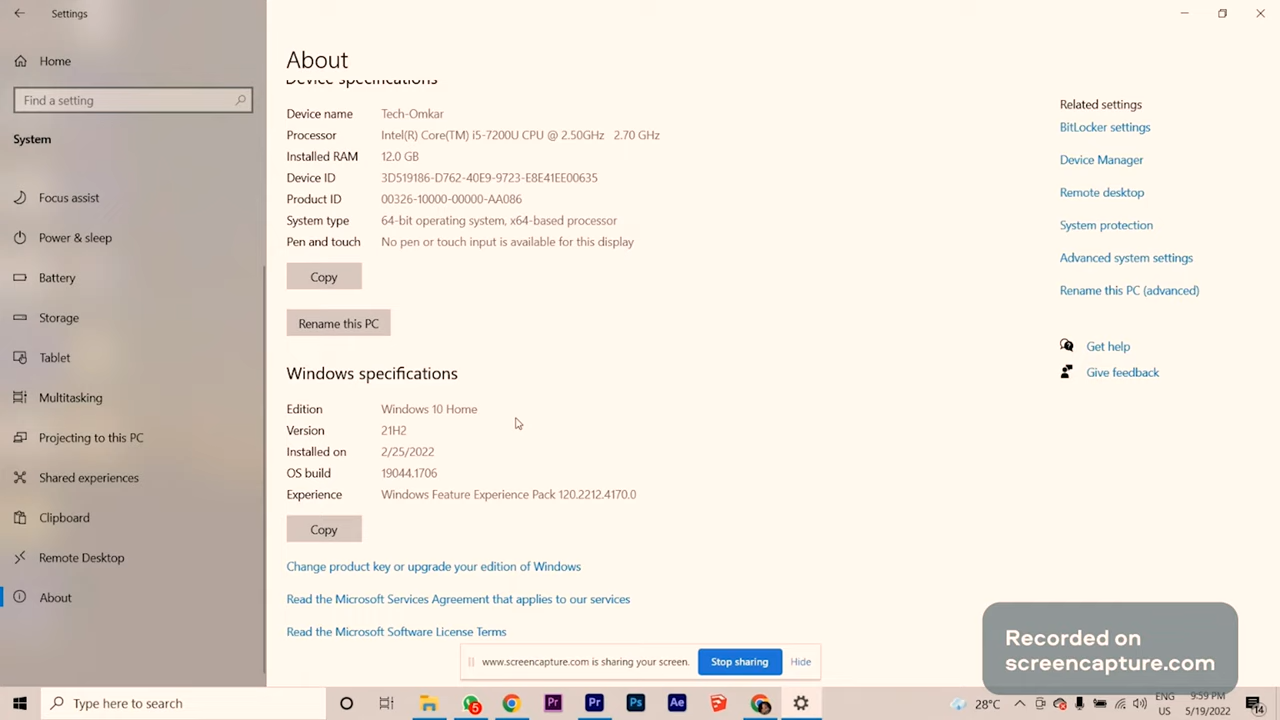 Settings
Home
Find a setting
System
Focus assist
Power & sleep
Battery
Storage
Tablet
Multitasking
Projecting to this PC
Shared experiences
Clipboard
Remote Desktop
About
About
Device specifications
Device name Tech-Omkar
Processor Intel(R) Core(TM) i5-7200U CPU @ 2.50GHz 2.70 GHz
Installed RAM 12.0 GB
Device ID 3D519186-D762-40E9-9723-E8E41EE00635
Product ID 00326-10000-00000-AA086
System type 64-bit operating system, x64-based processor
Pen and touch No pen or touch input is available for this display
Copy
Rename this PC
Windows specifications
Edition Windows 10 Home
Version 21H2
Installed on 2/25/2022
OS build 19044.1706
Experience Windows Feature Experience Pack 120.2212.4170.0
Copy
Change product key or upgrade your edition of Windows
Read the Microsoft Services Agreement that applies to our services
Read the Microsoft Software License Terms
Related settings
BitLocker settings
Device Manager
Remote desktop
System protection
Advanced system settings
Rename this PC (advanced)
Get help
Give feedback
www.screencapture.com is sharing your screen. Stop sharing Hide
Recorded on
screencapture.com
Type here to search
5
Pr
Pr
Ps
Ae
28°C
ENG
US
9:59 PM
5/19/2022
14